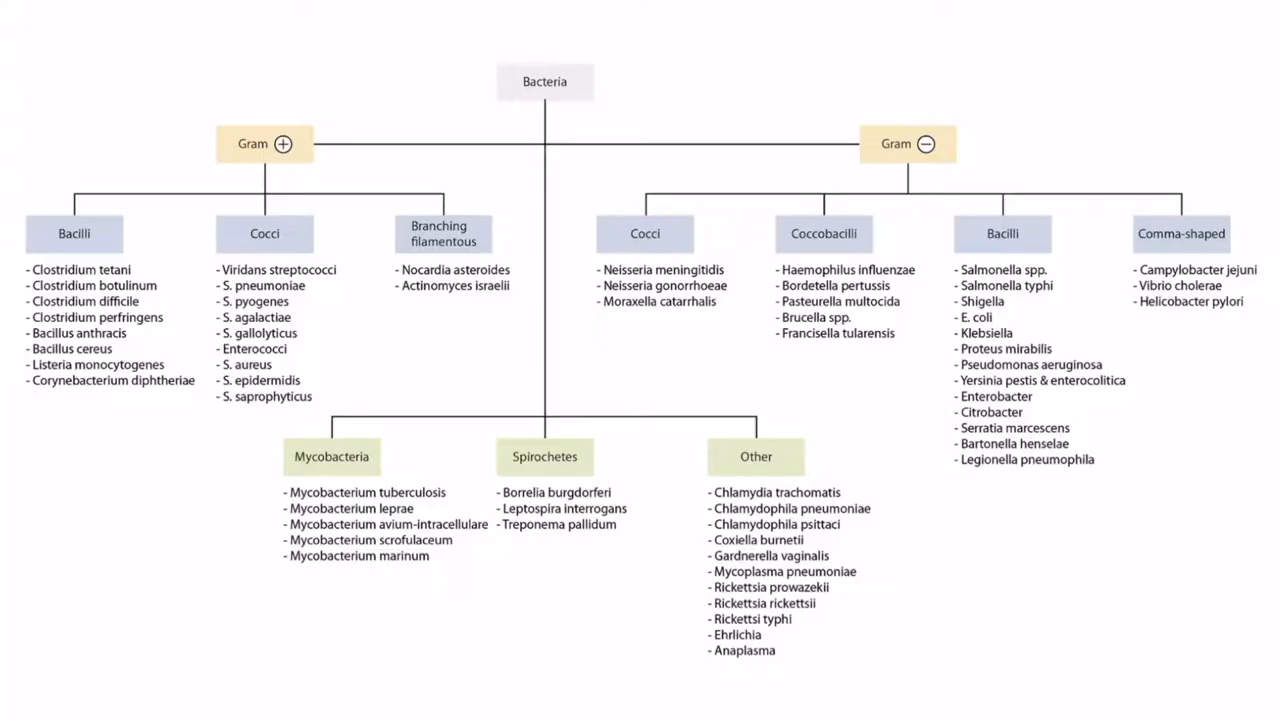 Bacteria
Gram +
Gram −
Bacilli
- Clostridium tetani
- Clostridium botulinum
- Clostridium difficile
- Clostridium perfringens
- Bacillus anthracis
- Bacillus cereus
- Listeria monocytogenes
- Corynebacterium diphtheriae
Cocci
- Viridans streptococci
- S. pneumoniae
- S. pyogenes
- S. agalactiae
- S. gallolyticus
- Enterococci
- S. aureus
- S. epidermidis
- S. saprophyticus
Branching
filamentous
- Nocardia asteroides
- Actinomyces israelii
Cocci
- Neisseria meningitidis
- Neisseria gonorrhoeae
- Moraxella catarrhalis
Coccobacilli
- Haemophilus influenzae
- Bordetella pertussis
- Pasteurella multocida
- Brucella spp.
- Francisella tularensis
Bacilli
- Salmonella spp.
- Salmonella typhi
- Shigella
- E. coli
- Klebsiella
- Proteus mirabilis
- Pseudomonas aeruginosa
- Yersinia pestis & enterocolitica
- Enterobacter
- Citrobacter
- Serratia marcescens
- Bartonella henselae
- Legionella pneumophila
Comma-shaped
- Campylobacter jejuni
- Vibrio cholerae
- Helicobacter pylori
Mycobacteria
- Mycobacterium tuberculosis
- Mycobacterium leprae
- Mycobacterium avium-intracellulare
- Mycobacterium scrofulaceum
- Mycobacterium marinum
Spirochetes
- Borrelia burgdorferi
- Leptospira interrogans
- Treponema pallidum
Other
- Chlamydia trachomatis
- Chlamydophila pneumoniae
- Chlamydophila psittaci
- Coxiella burnetii
- Gardnerella vaginalis
- Mycoplasma pneumoniae
- Rickettsia prowazekii
- Rickettsia rickettsii
- Rickettsi typhi
- Ehrlichia
- Anaplasma